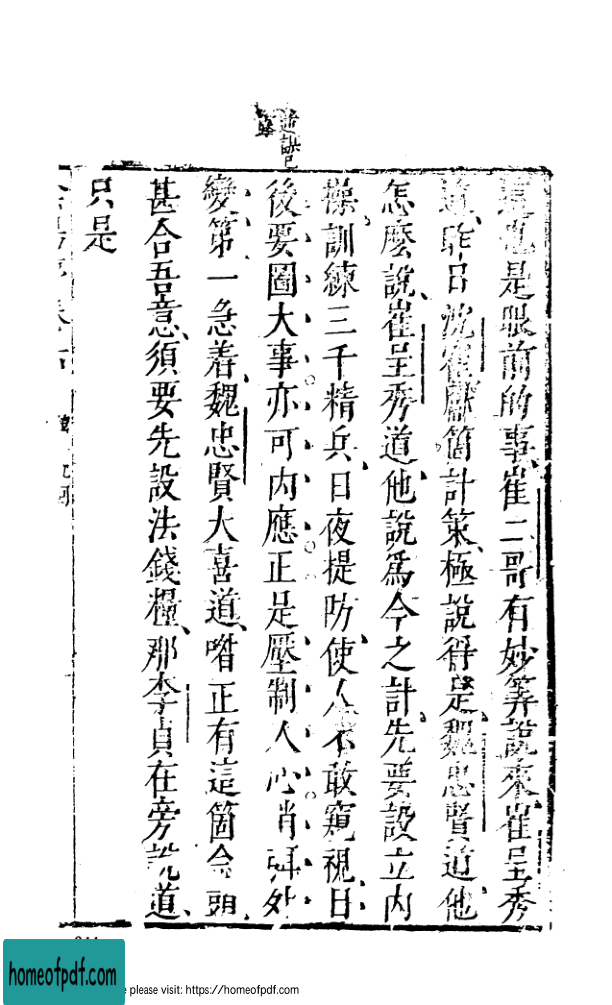 這也是眼前的事崔二哥有妙筭說來崔呈秀
道昨日沈㴶獻箇計策極說得是魏忠賢道他
怎麽說崔呈秀道他說爲今之計先要設立內
操訓練三千精兵日夜提防使人不敢窺視日
後要圖大事亦可內應正是壓制人心消弭外
變第一急着魏忠賢大喜道喒正有這箇念頭
甚合吾意須要先設法錢糧那李貞在旁說道
只是
homeofpdf.com
e please visit: https://homeofpdf.com